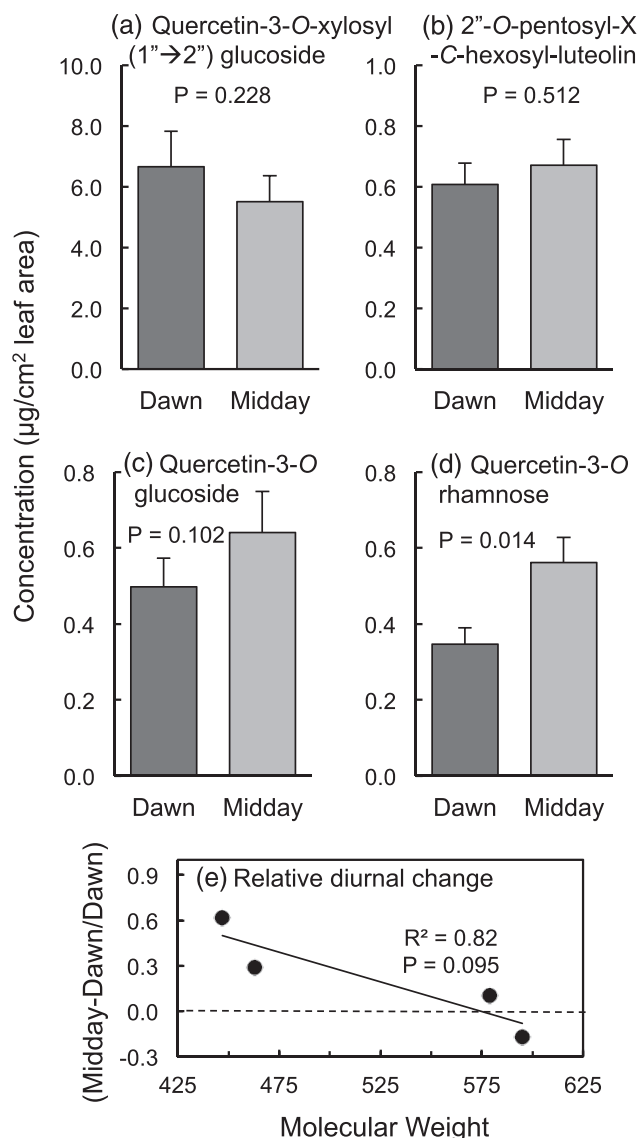 (a) Quercetin-3-O-xylosyl
(1”→2”) glucoside
10.0
8.0
6.0
4.0
2.0
0.0
P = 0.228
Dawn
Midday
(b) 2”-O-pentosyl-X
-C-hexosyl-luteolin
1.0
0.8
0.6
0.4
0.2
0.0
P = 0.512
Dawn
Midday
Concentration (µg/cm² leaf area)
(c) Quercetin-3-O
glucoside
0.8
0.6
0.4
0.2
0.0
P = 0.102
Dawn
Midday
(d) Quercetin-3-O
rhamnose
0.8
0.6
0.4
0.2
0.0
P = 0.014
Dawn
Midday
(e) Relative diurnal change
(Midday-Dawn/Dawn)
0.9
0.6
0.3
0.0
-0.3
R² = 0.82
P = 0.095
425
475
525
575
625
Molecular Weight